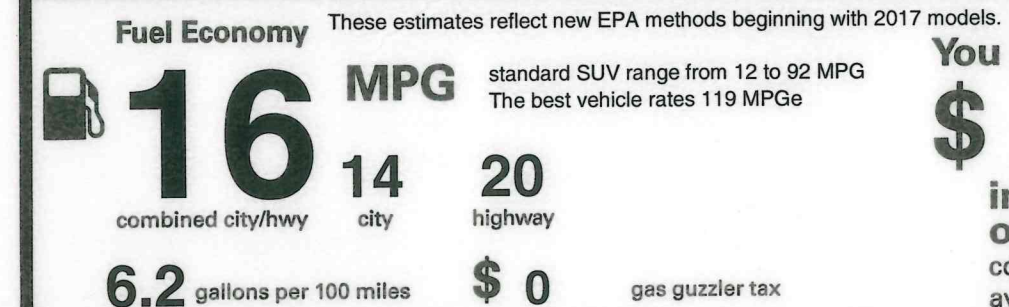 These estimates reflect new EPA methods beginning with 2017 models.
Fuel Economy
16
MPG
standard SUV range from 12 to 92 MPG
The best vehicle rates 119 MPGe
14
20
combined city/hwy
city
highway
6.2 gallons per 100 miles
$ 0
gas guzzler tax
You
$